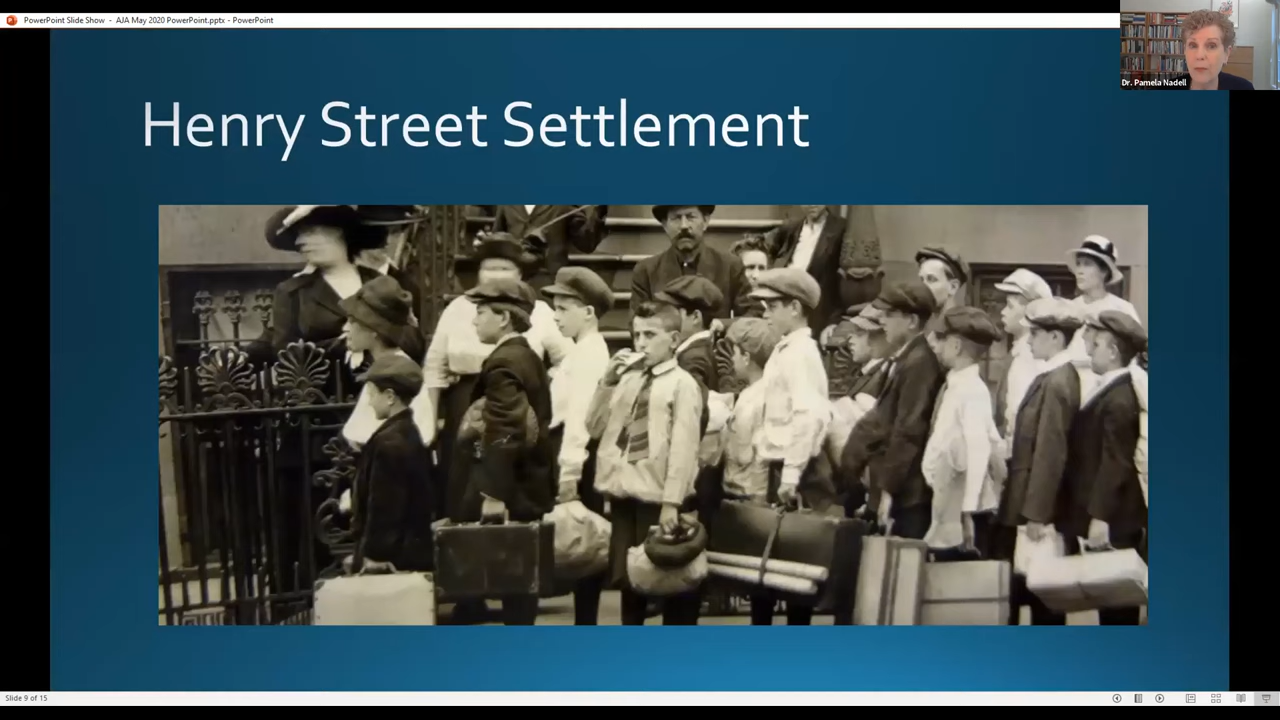 PowerPoint Slide Show - AJA May 2020 PowerPoint.pptx - PowerPoint
Dr. Pamela Nadell
Henry Street Settlement
Slide 9 of 15